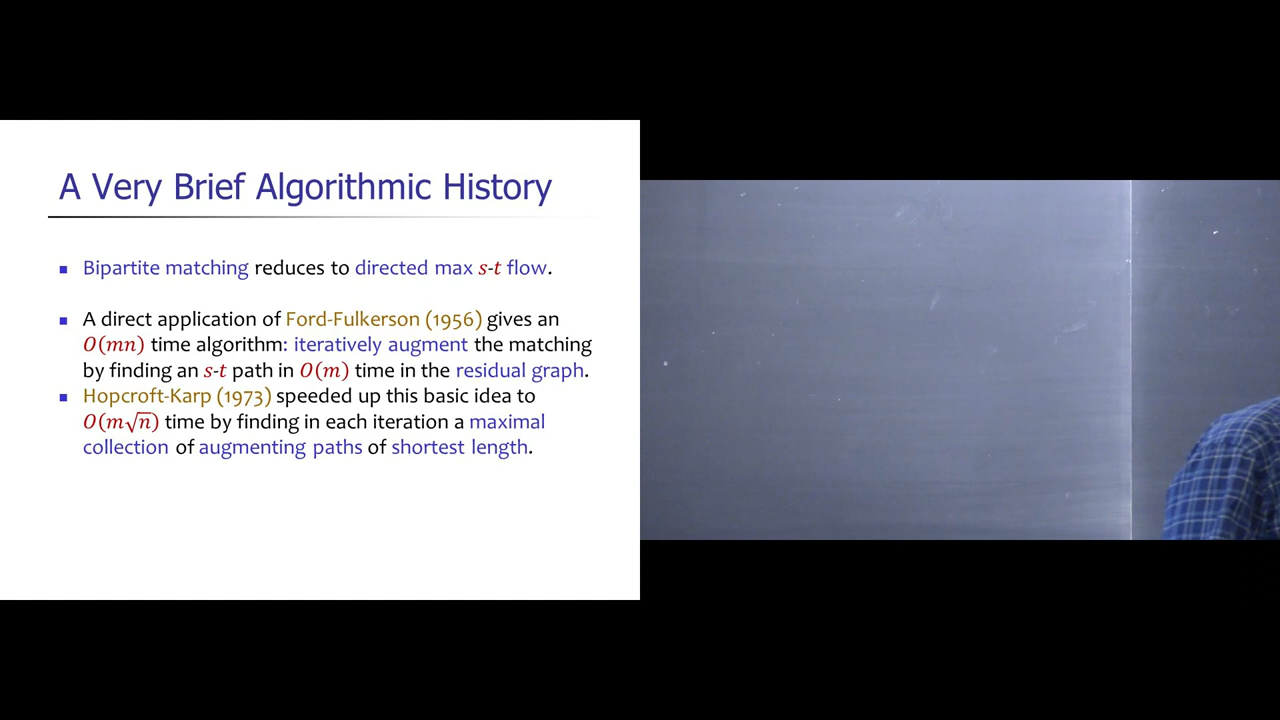 A Very Brief Algorithmic History
▪ Bipartite matching reduces to directed max s-t flow.
▪ A direct application of Ford-Fulkerson (1956) gives an
O(mn) time algorithm: iteratively augment the matching
by finding an s-t path in O(m) time in the residual graph.
▪ Hopcroft-Karp (1973) speeded up this basic idea to
O(m√n) time by finding in each iteration a maximal
collection of augmenting paths of shortest length.